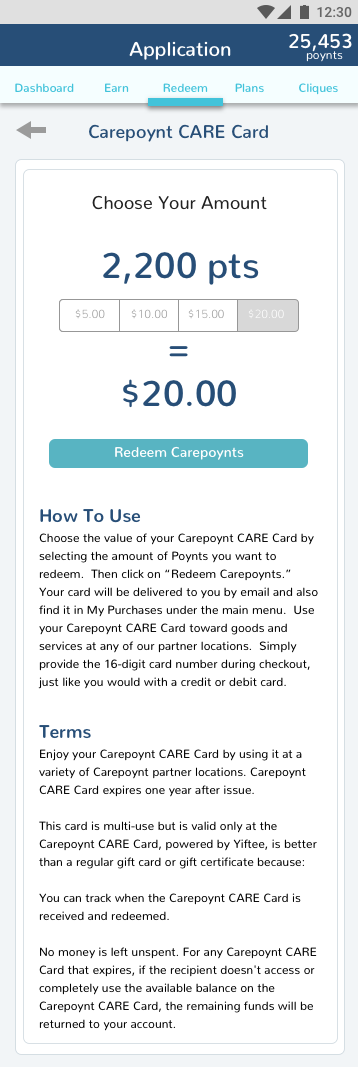 12:30
Application
25,453
poynts
Dashboard Earn Redeem Plans Cliques
Carepoynt CARE Card
Choose Your Amount
2,200 pts
$5.00 $10.00 $15.00 $20.00
=
$20.00
Redeem Carepoynts
How To Use
Choose the value of your Carepoynt CARE Card by
selecting the amount of Poynts you want to
redeem.  Then click on “Redeem Carepoynts.”
Your card will be delivered to you by email and also
find it in My Purchases under the main menu.  Use
your Carepoynt CARE Card toward goods and
services at any of our partner locations.  Simply
provide the 16-digit card number during checkout,
just like you would with a credit or debit card.
Terms
Enjoy your Carepoynt CARE Card by using it at a
variety of Carepoynt partner locations. Carepoynt
CARE Card expires one year after issue.
This card is multi-use but is valid only at the
Carepoynt CARE Card, powered by Yiftee, is better
than a regular gift card or gift certificate because:
You can track when the Carepoynt CARE Card is
received and redeemed.
No money is left unspent. For any Carepoynt CARE
Card that expires, if the recipient doesn't access or
completely use the available balance on the
Carepoynt CARE Card, the remaining funds will be
returned to your account.